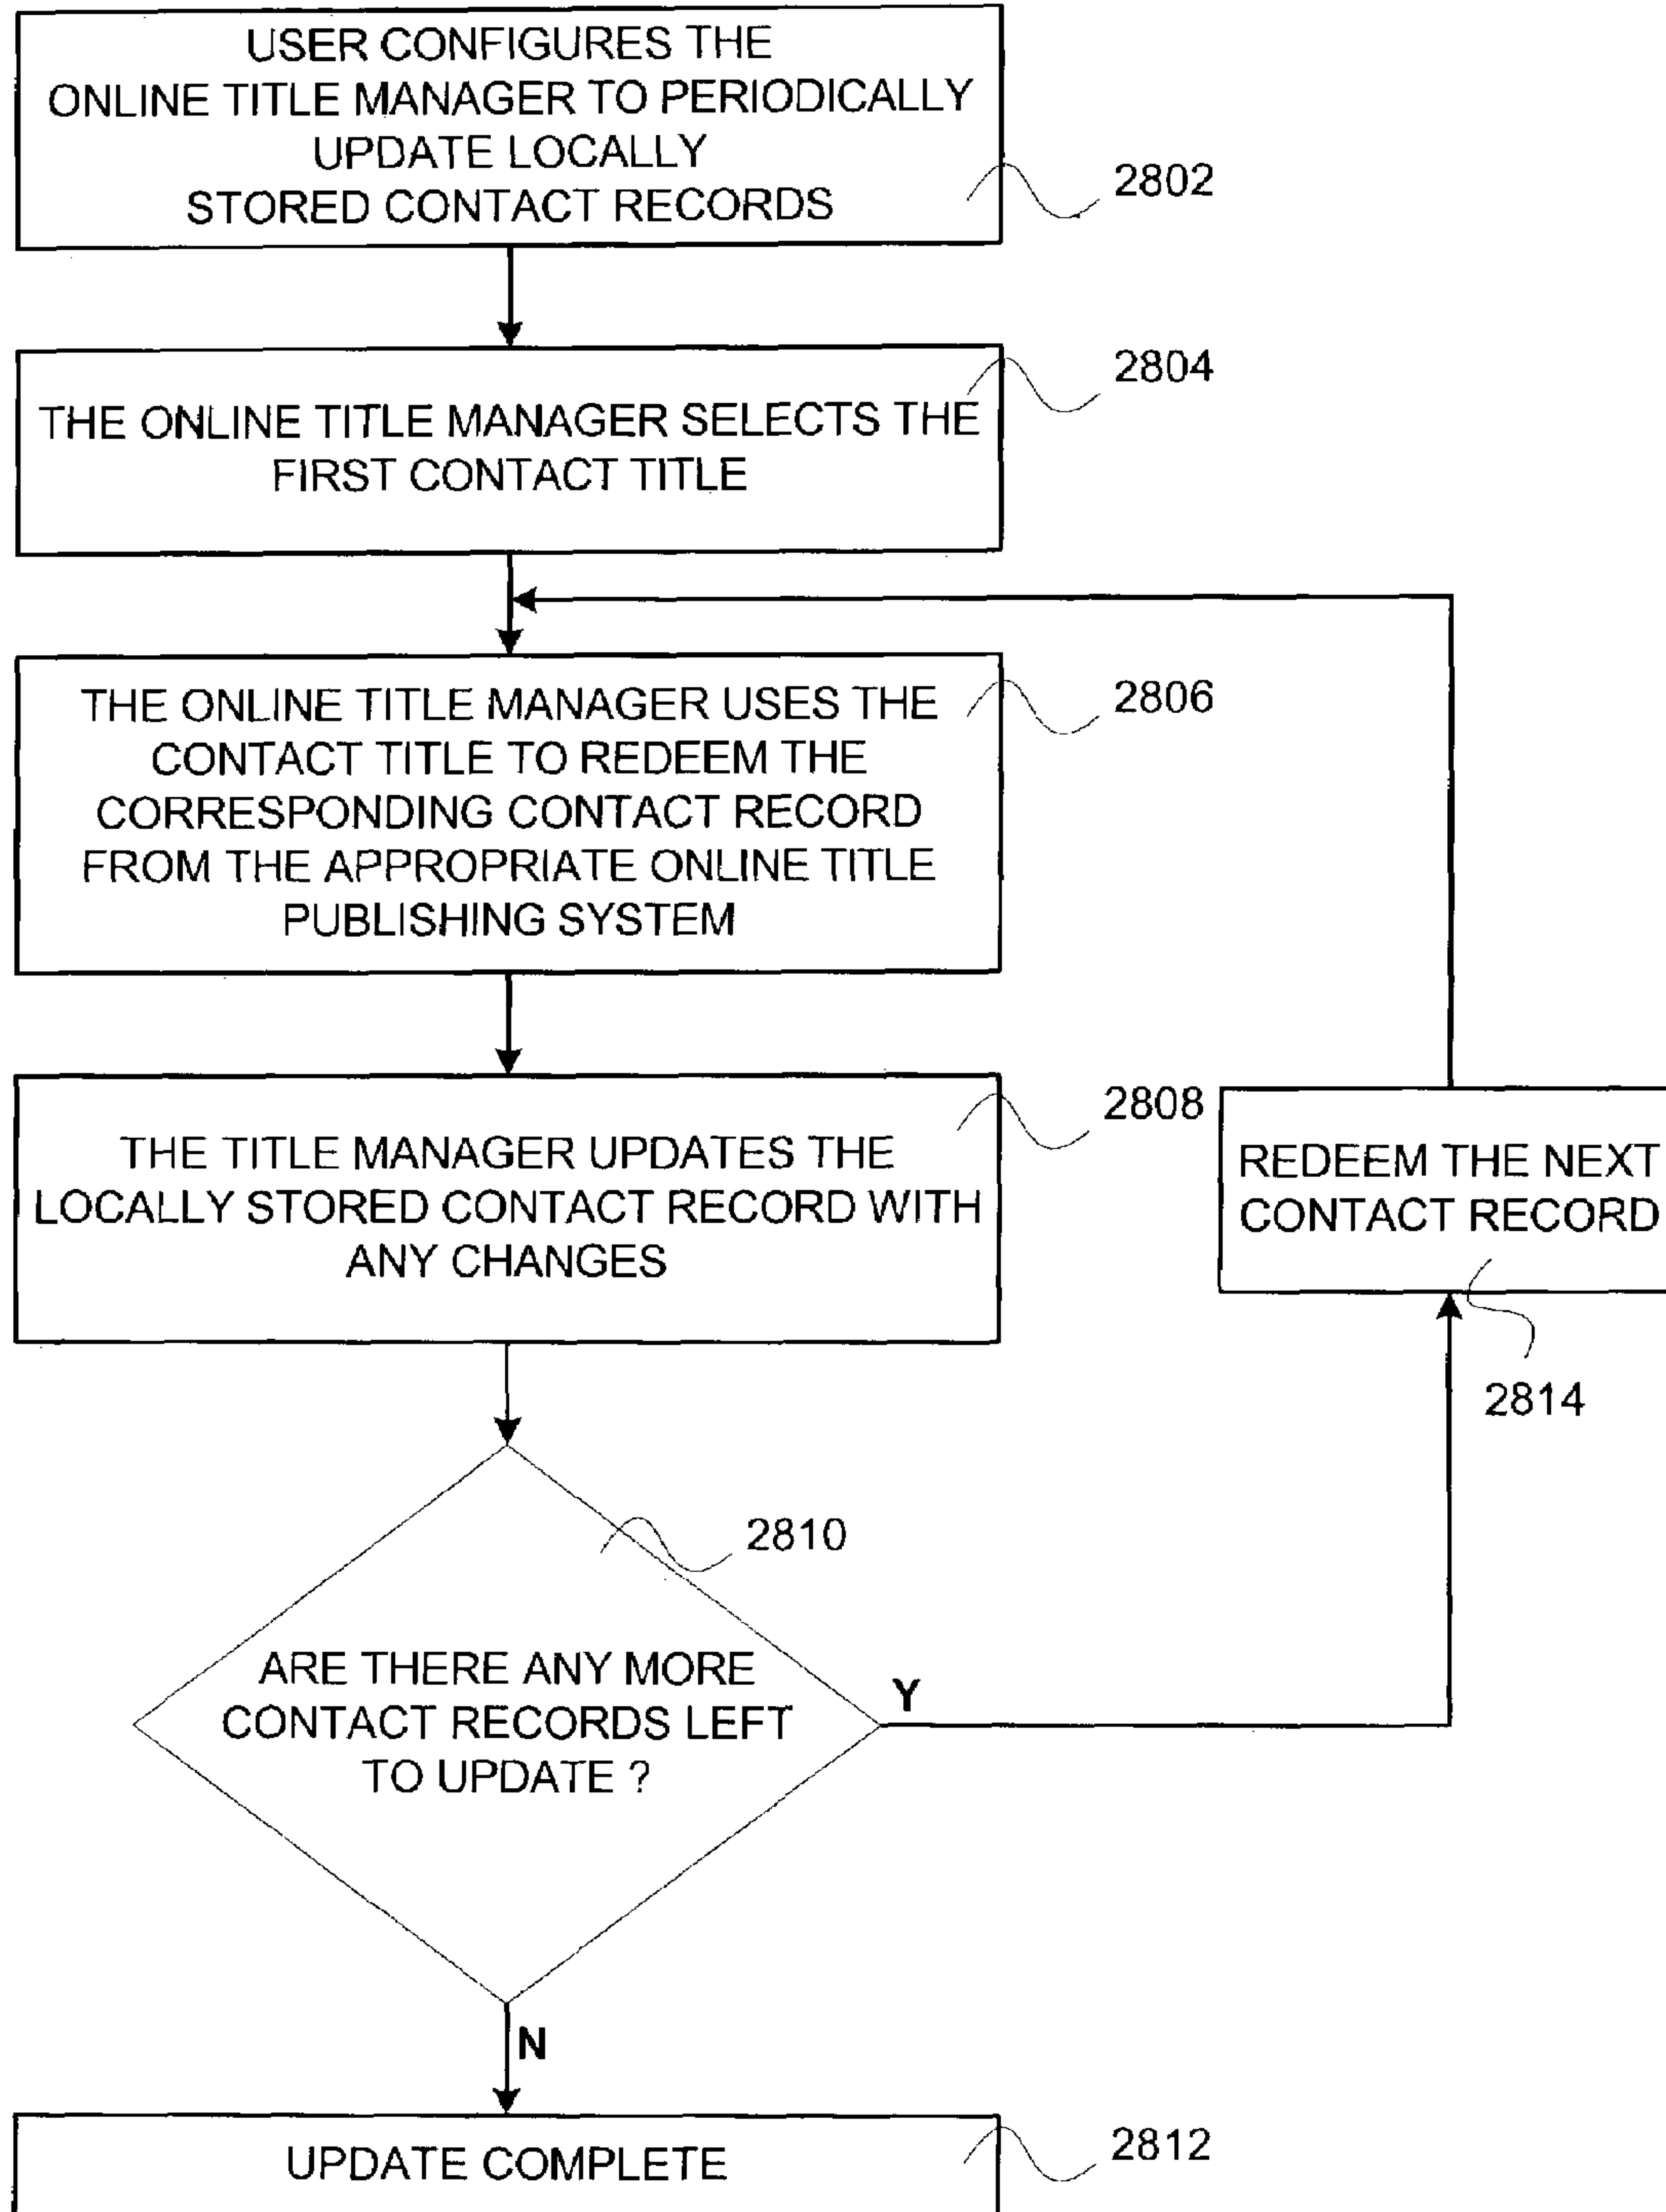 USER CONFIGURES THE
ONLINE TITLE MANAGER TO PERIODICALLY
UPDATE LOCALLY
STORED CONTACT RECORDS
2802
2804
THE ONLINE TITLE MANAGER SELECTS THE
FIRST CONTACT TITLE
2806
THE ONLINE TITLE MANAGER USES THE
CONTACT TITLE TO REDEEM THE
CORRESPONDING CONTACT RECORD
FROM THE APPROPRIATE ONLINE TITLE
PUBLISHING SYSTEM
2808
THE TITLE MANAGER UPDATES THE
LOCALLY STORED CONTACT RECORD WITH
ANY CHANGES
REDEEM THE NEXT
CONTACT RECORD
2814
2810
ARE THERE ANY MORE
CONTACT RECORDS LEFT
TO UPDATE ?
Y
N
UPDATE COMPLETE
2812